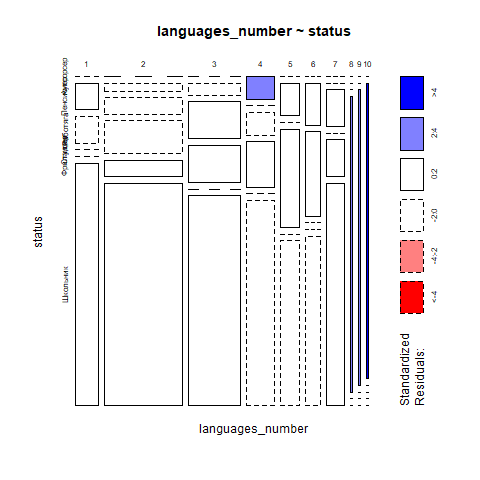 languages_number ~ status
1 2 3 4 5 6 7 8 9 10
Школьник
status
languages_number
Standardized
Residuals:
<-4
-4:-2
-2:0
0:2
2:4
>4